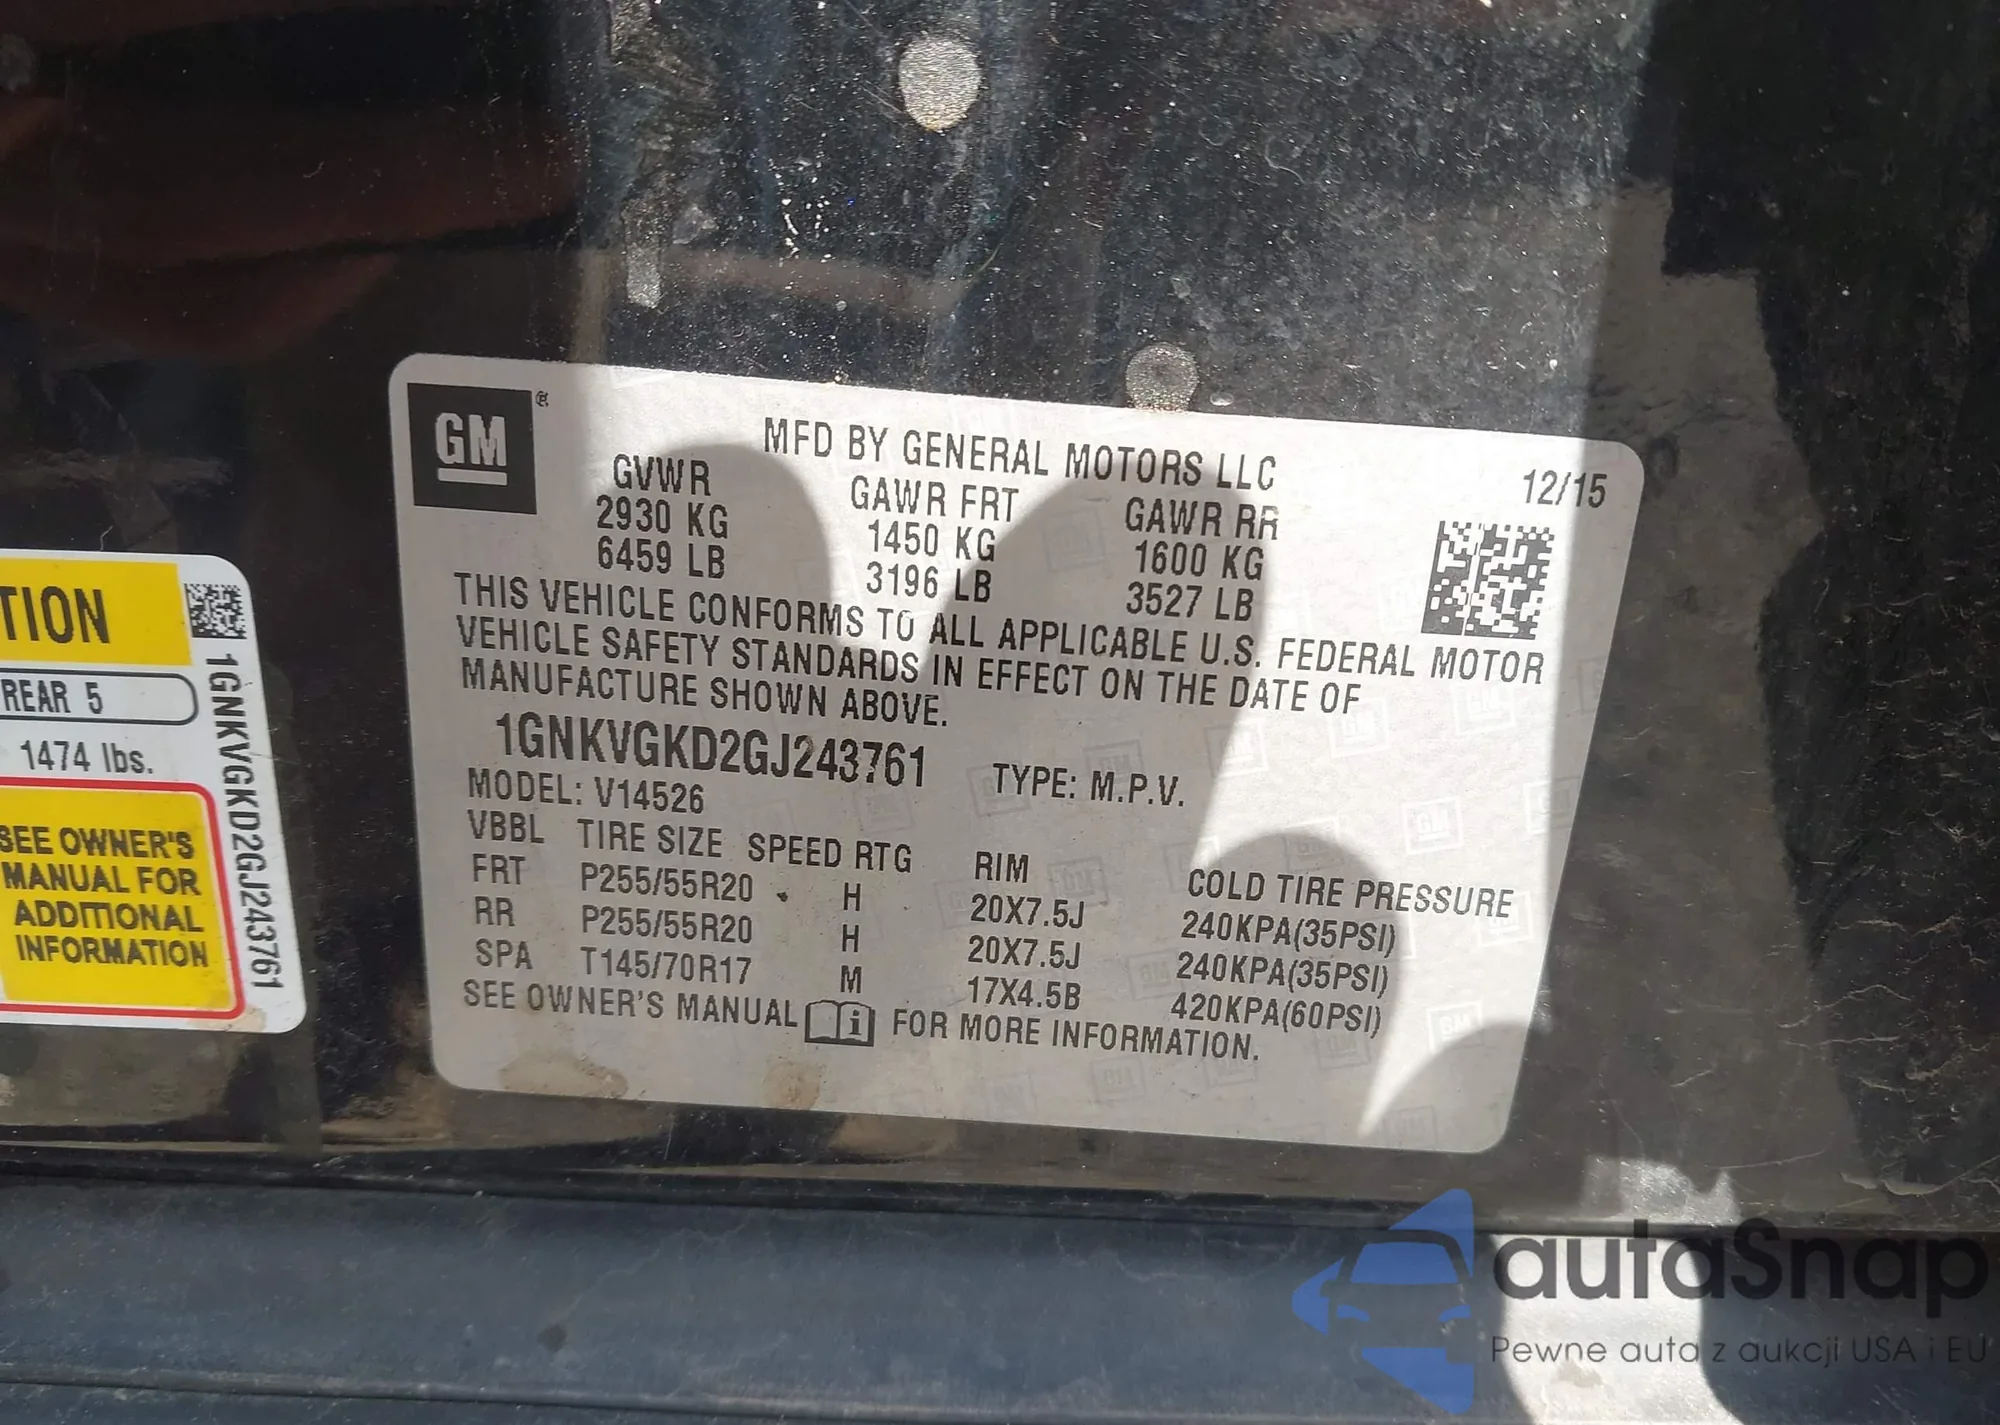 GM
MFD BY GENERAL MOTORS LLC
12/15
GVWR GAWR FRT GAWR RR
2930 KG 1450 KG 1600 KG
6459 LB 3196 LB 3527 LB
THIS VEHICLE CONFORMS TO ALL APPLICABLE U.S. FEDERAL MOTOR
VEHICLE SAFETY STANDARDS IN EFFECT ON THE DATE OF
MANUFACTURE SHOWN ABOVE.
1GNKVGKD2GJ243761 TYPE: M.P.V.
MODEL: V14526
VBBL TIRE SIZE SPEED RTG RIM COLD TIRE PRESSURE
FRT P255/55R20 H 20X7.5J 240KPA(35PSI)
RR P255/55R20 H 20X7.5J 240KPA(35PSI)
SPA T145/70R17 M 17X4.5B 420KPA(60PSI)
SEE OWNER'S MANUAL i FOR MORE INFORMATION.
TION
REAR 5
1474 lbs.
SEE OWNER'S
MANUAL FOR
ADDITIONAL
INFORMATION
1GNKVGKD2GJ243761
autaSnap
Pewne auta z aukcji USA i EU